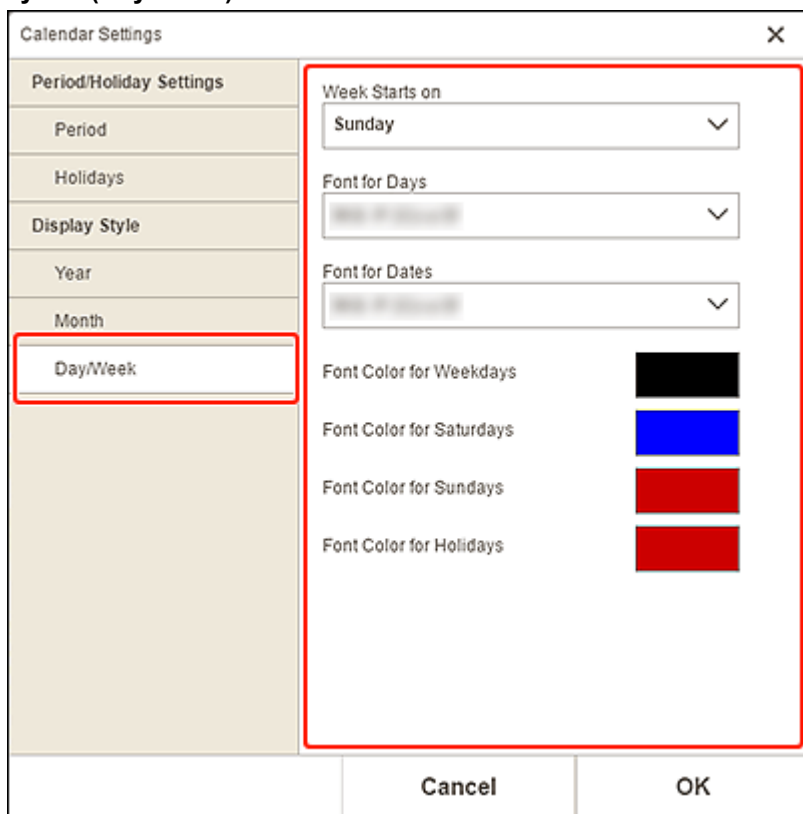 Calendar Settings
Period/Holiday Settings
Period
Holidays
Display Style
Year
Month
Day/Week
Week Starts on
Sunday
Font for Days
Font for Dates
Font Color for Weekdays
Font Color for Saturdays
Font Color for Sundays
Font Color for Holidays
Cancel
OK